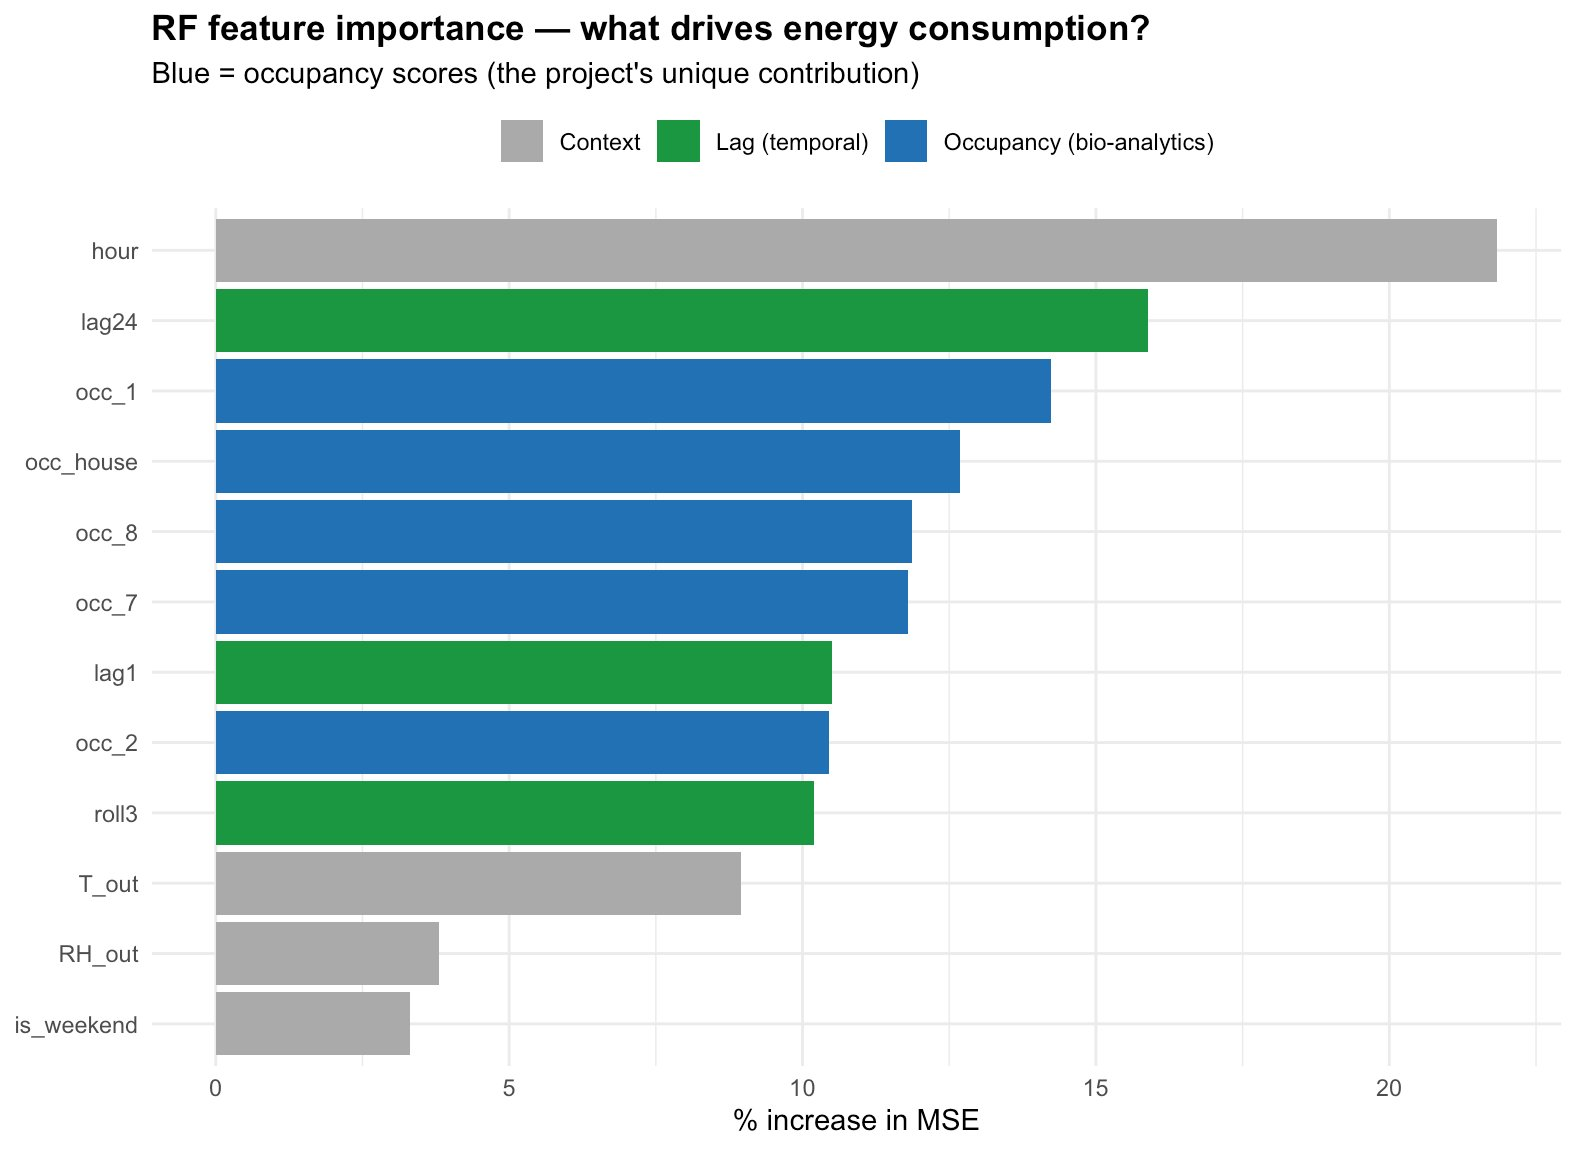 RF feature importance — what drives energy consumption?
Blue = occupancy scores (the project's unique contribution)
Context Lag (temporal) Occupancy (bio-analytics)
hour
lag24
occ_1
occ_house
occ_8
occ_7
lag1
occ_2
roll3
T_out
RH_out
is_weekend
0 5 10 15 20
% increase in MSE